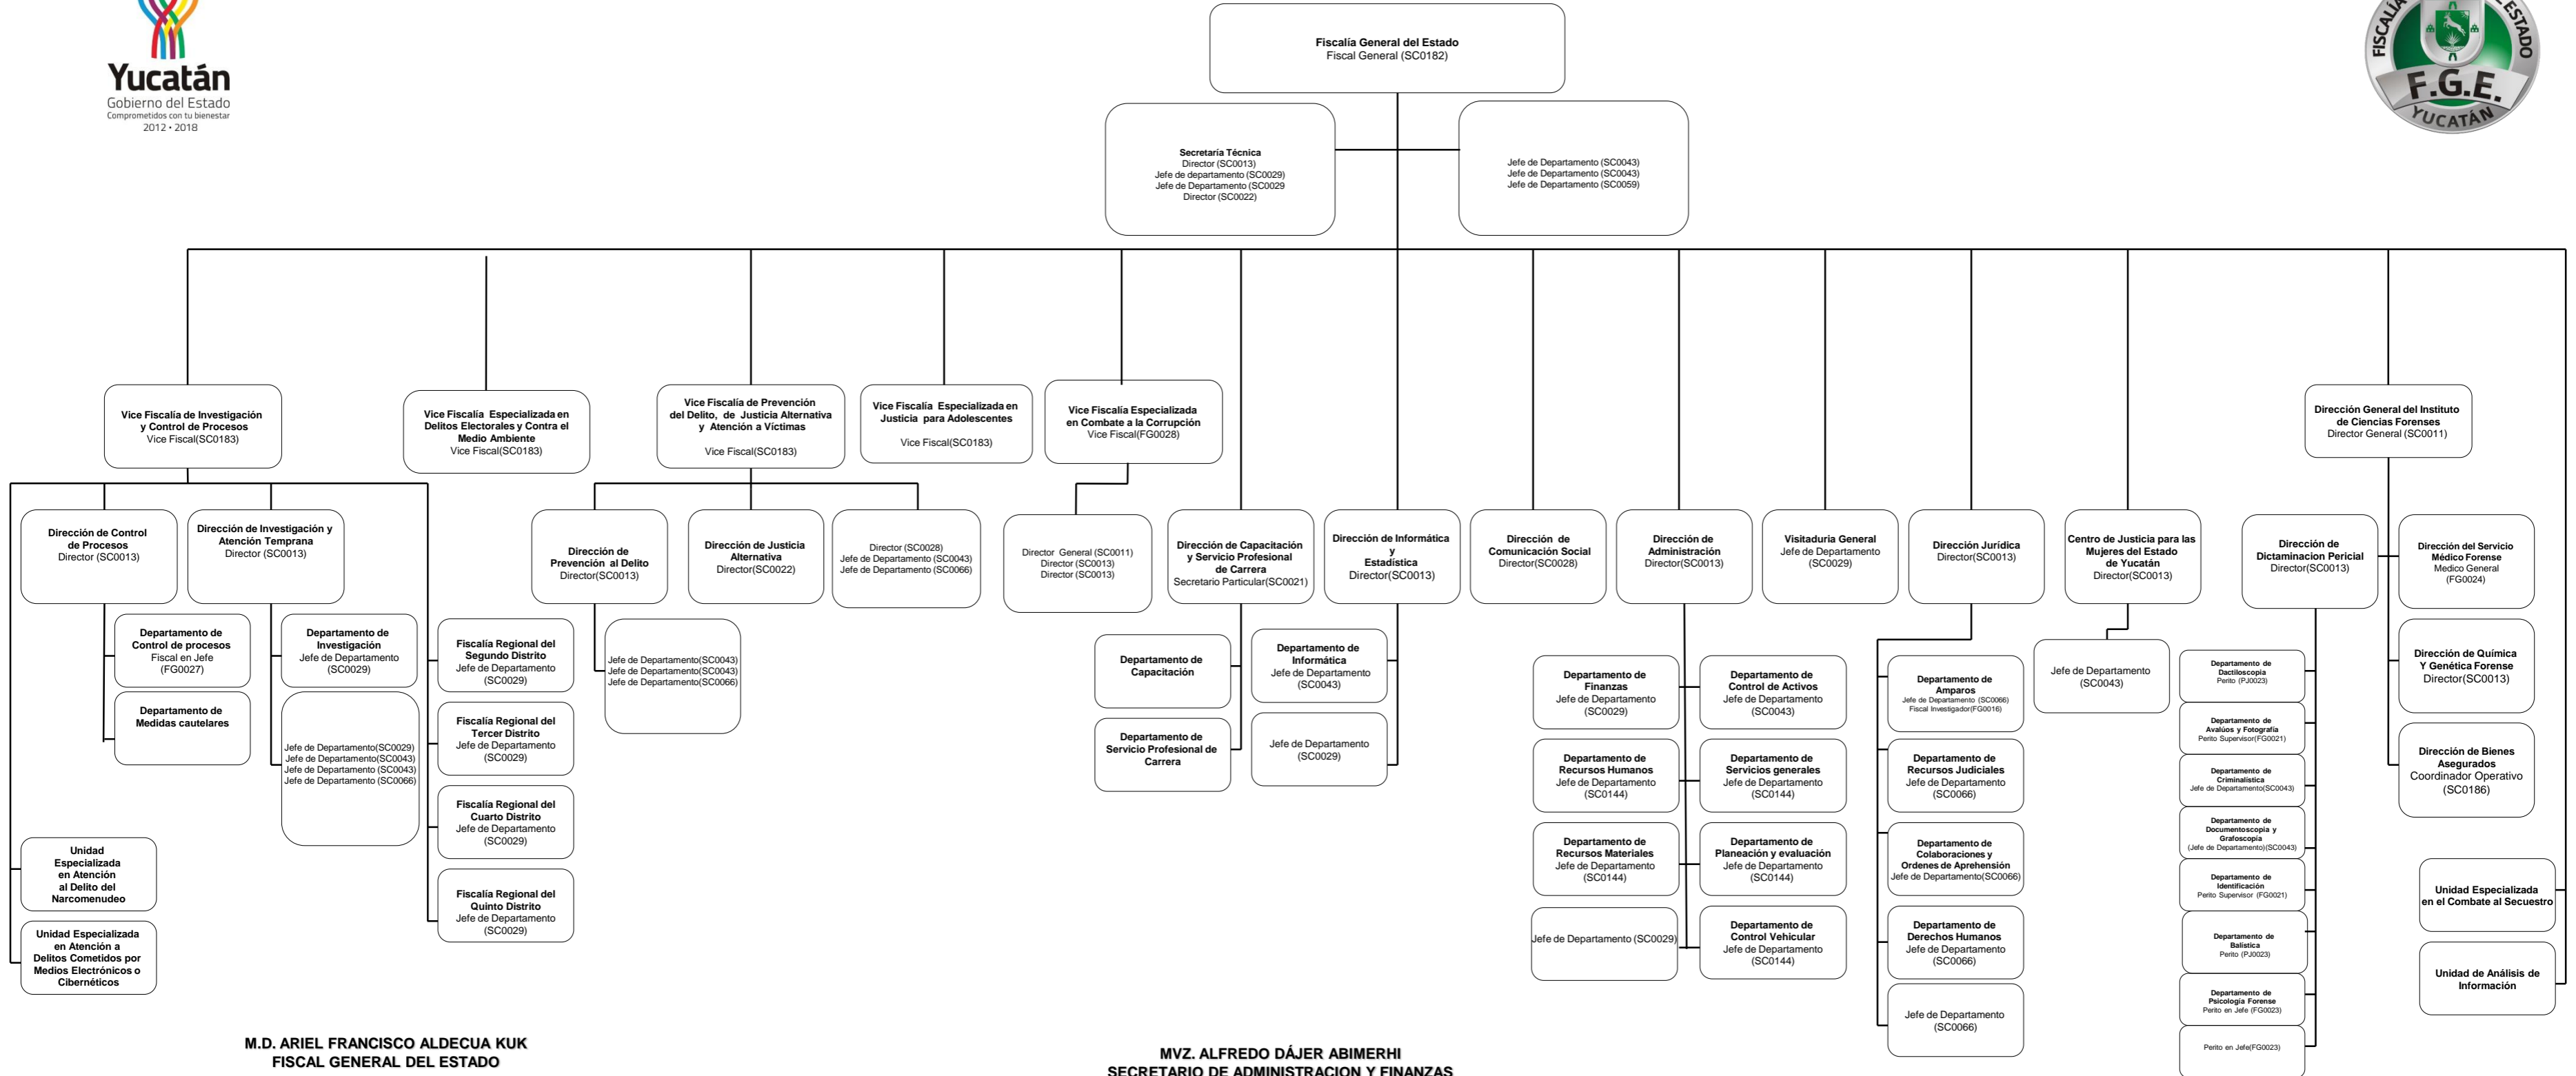 Yucatán
Gobierno del Estado
Comprometidos con tu bienestar
2012 • 2018
Fiscalía General del Estado
Fiscal General (SC0182)
FISCALÍA
ESTADO
F.G.E.
YUCATÁN
Secretaría Técnica
Director (SC0013)
Jefe de departamento (SC0029)
Jefe de Departamento (SC0029
Director (SC0022)
Jefe de Departamento (SC0043)
Jefe de Departamento (SC0043)
Jefe de Departamento (SC0059)
Vice Fiscalía de Investigación
y Control de Procesos
Vice Fiscal(SC0183)
Vice Fiscalía Especializada en
Delitos Electorales y Contra el
Medio Ambiente
Vice Fiscal(SC0183)
Vice Fiscalía de Prevención
del Delito, de Justicia Alternativa
y Atención a Víctimas
Vice Fiscal(SC0183)
Vice Fiscalía Especializada en
Justicia para Adolescentes
Vice Fiscal(SC0183)
Vice Fiscalía Especializada
en Combate a la Corrupción
Vice Fiscal(FG0028)
Dirección General del Instituto
de Ciencias Forenses
Director General (SC0011)
Dirección de Control
de Procesos
Director (SC0013)
Dirección de Investigación y
Atención Temprana
Director (SC0013)
Dirección de
Prevención al Delito
Director(SC0013)
Dirección de Justicia
Alternativa
Director(SC0022)
Director (SC0028)
Jefe de Departamento (SC0043)
Jefe de Departamento (SC0066)
Director General (SC0011)
Director (SC0013)
Director (SC0013)
Dirección de Capacitación
y Servicio Profesional
de Carrera
Secretario Particular(SC0021)
Dirección de Informática
y
Estadística
Director(SC0013)
Dirección de
Comunicación Social
Director(SC0028)
Dirección de
Administración
Director(SC0013)
Visitaduria General
Jefe de Departamento
(SC0029)
Dirección Jurídica
Director(SC0013)
Centro de Justicia para las
Mujeres del Estado
de Yucatán
Director(SC0013)
Dirección de
Dictaminacion Pericial
Director(SC0013)
Dirección del Servicio
Médico Forense
Medico General
(FG0024)
Departamento de
Control de procesos
Fiscal en Jefe
(FG0027)
Departamento de
Medidas cautelares
Departamento de
Investigación
Jefe de Departamento
(SC0029)
Jefe de Departamento(SC0029)
Jefe de Departamento(SC0043)
Jefe de Departamento (SC0043)
Jefe de Departamento (SC0066)
Fiscalía Regional del
Segundo Distrito
Jefe de Departamento
(SC0029)
Fiscalía Regional del
Tercer Distrito
Jefe de Departamento
(SC0029)
Fiscalía Regional del
Cuarto Distrito
Jefe de Departamento
(SC0029)
Fiscalía Regional del
Quinto Distrito
Jefe de Departamento
(SC0029)
Unidad
Especializada
en Atención
al Delito del
Narcomenudeo
Unidad Especializada
en Atención a
Delitos Cometidos por
Medios Electrónicos o
Cibernéticos
Jefe de Departamento(SC0043)
Jefe de Departamento(SC0043)
Jefe de Departamento(SC0066)
Departamento de
Capacitación
Departamento de
Servicio Profesional de
Carrera
Departamento de
Informática
Jefe de Departamento
(SC0043)
Jefe de Departamento
(SC0029)
Departamento de
Finanzas
Jefe de Departamento
(SC0029)
Departamento de
Control de Activos
Jefe de Departamento
(SC0043)
Departamento de
Recursos Humanos
Jefe de Departamento
(SC0144)
Departamento de
Servicios generales
Jefe de Departamento
(SC0144)
Departamento de
Recursos Materiales
Jefe de Departamento
(SC0144)
Departamento de
Planeación y evaluación
Jefe de Departamento
(SC0144)
Jefe de Departamento (SC0029)
Departamento de
Control Vehicular
Jefe de Departamento
(SC0144)
Departamento de
Amparos
Jefe de Departamento (SC0066)
Fiscal Investigador(FG0016)
Departamento de
Recursos Judiciales
Jefe de Departamento
(SC0066)
Departamento de
Colaboraciones y
Ordenes de Aprehensión
Jefe de Departamento(SC0066)
Departamento de
Derechos Humanos
Jefe de Departamento
(SC0066)
Jefe de Departamento
(SC0066)
Jefe de Departamento
(SC0043)
Departamento de
Dactiloscopia
Perito (PJ0023)
Departamento de
Avalúos y Fotografía
Perito Supervisor(FG0021)
Departamento de
Criminalística
Jefe de Departamento(SC0043)
Departamento de
Documentoscopia y
Grafoscopia
(Jefe de Departamento)(SC0043)
Departamento de
Identificación
Perito Supervisor (FG0021)
Departamento de
Balística
Perito (PJ0023)
Departamento de
Psicología Forense
Perito en Jefe (FG0023)
Perito en Jefe(FG0023)
Dirección de Química
Y Genética Forense
Director(SC0013)
Dirección de Bienes
Asegurados
Coordinador Operativo
(SC0186)
Unidad Especializada
en el Combate al Secuestro
Unidad de Análisis de
Información
M.D. ARIEL FRANCISCO ALDECUA KUK
FISCAL GENERAL DEL ESTADO
MVZ. ALFREDO DÁJER ABIMERHI
SECRETARIO DE ADMINISTRACION Y FINANZAS